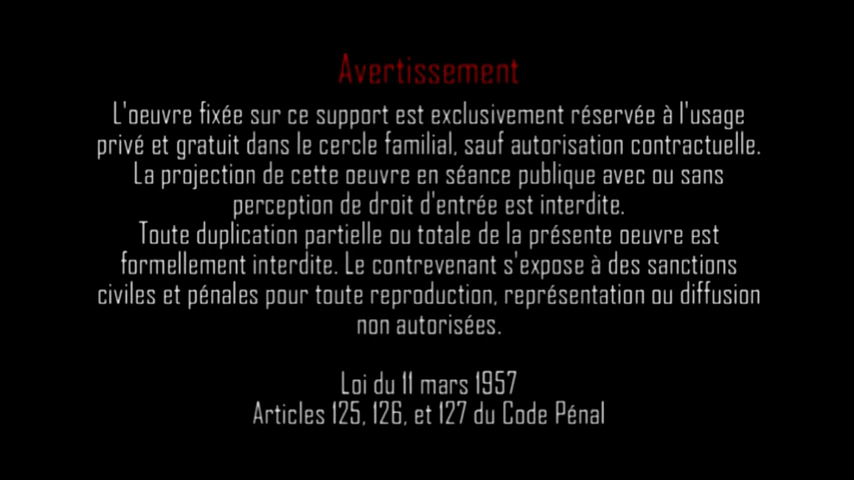 Avertissement
L'oeuvre fixée sur ce support est exclusivement réservée à l'usage
privé et gratuit dans le cercle familial, sauf autorisation contractuelle.
La projection de cette oeuvre en séance publique avec ou sans
perception de droit d'entrée est interdite.
Toute duplication partielle ou totale de la présente oeuvre est
formellement interdite. Le contrevenant s'expose à des sanctions
civiles et pénales pour toute reproduction, représentation ou diffusion
non autorisées.
Loi du 11 mars 1957
Articles 125, 126, et 127 du Code Pénal